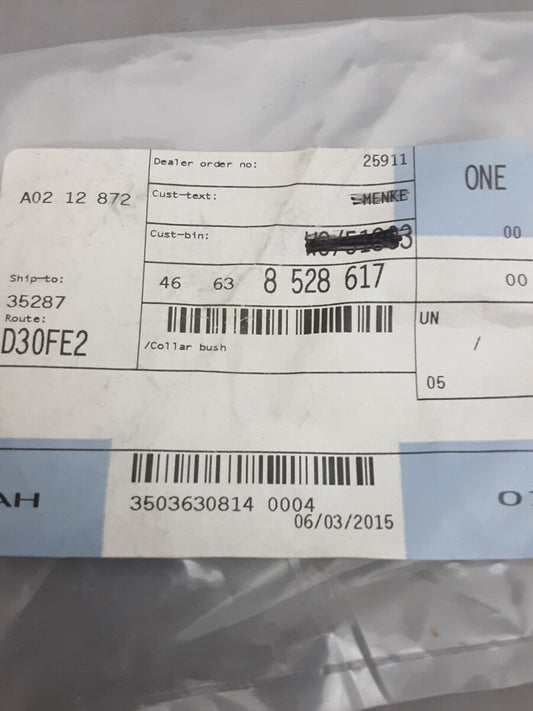 Dealer order no: 25911
ONE
A02 12 872
Cust-text: MENKE
Cust-bin: 3
00
46 63 8 528 617
00
Ship-to:
35287
Route:
D30FE2
/Collar bush
UN
/
05
AH
3503630814 0004
06/03/2015